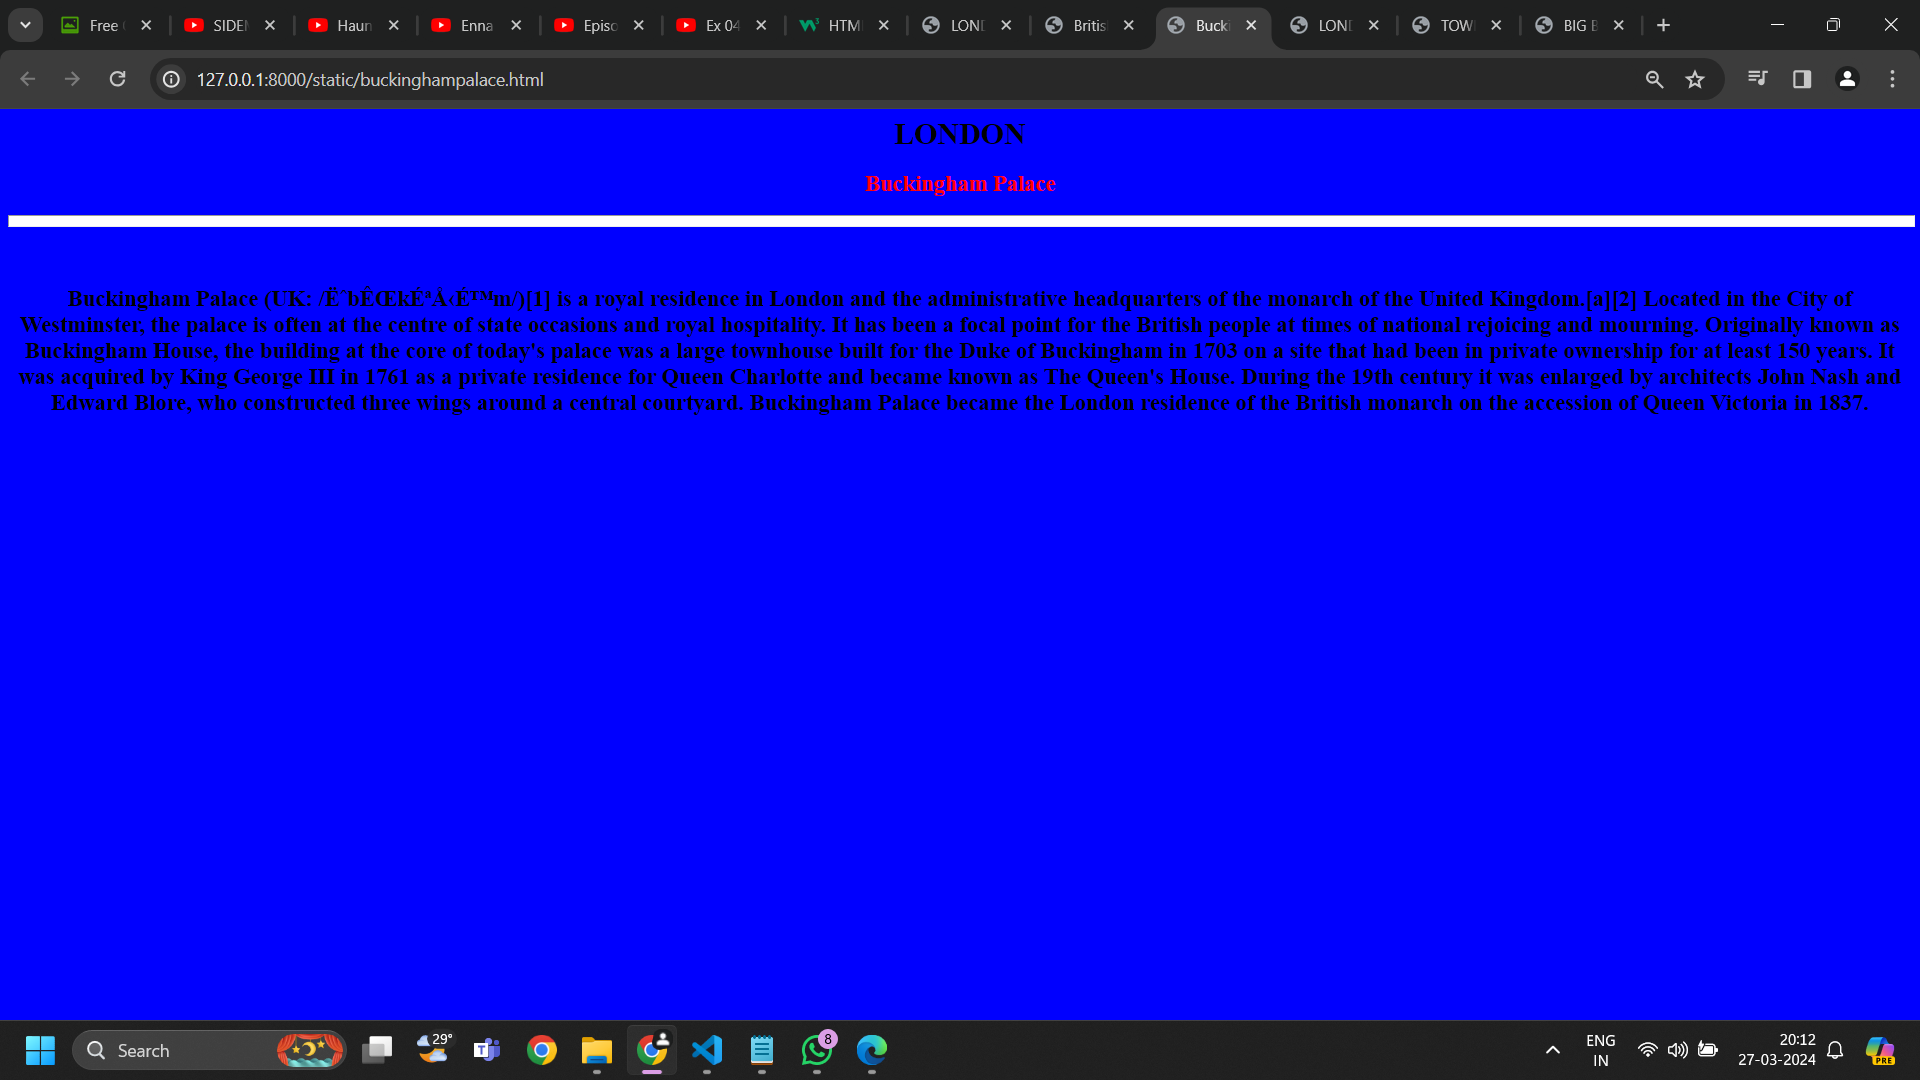 Free
SIDE
Haun
Enna
Episo
Ex 04
HTM
LOND
Britis
Bucki
LOND
TOW
BIG B
127.0.0.1:8000/static/buckinghampalace.html
LONDON
Buckingham Palace
Buckingham Palace (UK: /ËˆbÊŒkÉªÅ‹É™m/)[1] is a royal residence in London and the administrative headquarters of the monarch of the United Kingdom.[a][2] Located in the City of
Westminster, the palace is often at the centre of state occasions and royal hospitality. It has been a focal point for the British people at times of national rejoicing and mourning. Originally known as
Buckingham House, the building at the core of today's palace was a large townhouse built for the Duke of Buckingham in 1703 on a site that had been in private ownership for at least 150 years. It
was acquired by King George III in 1761 as a private residence for Queen Charlotte and became known as The Queen's House. During the 19th century it was enlarged by architects John Nash and
Edward Blore, who constructed three wings around a central courtyard. Buckingham Palace became the London residence of the British monarch on the accession of Queen Victoria in 1837.
Search
29°
8
ENG
IN
20:12
27-03-2024
PRE